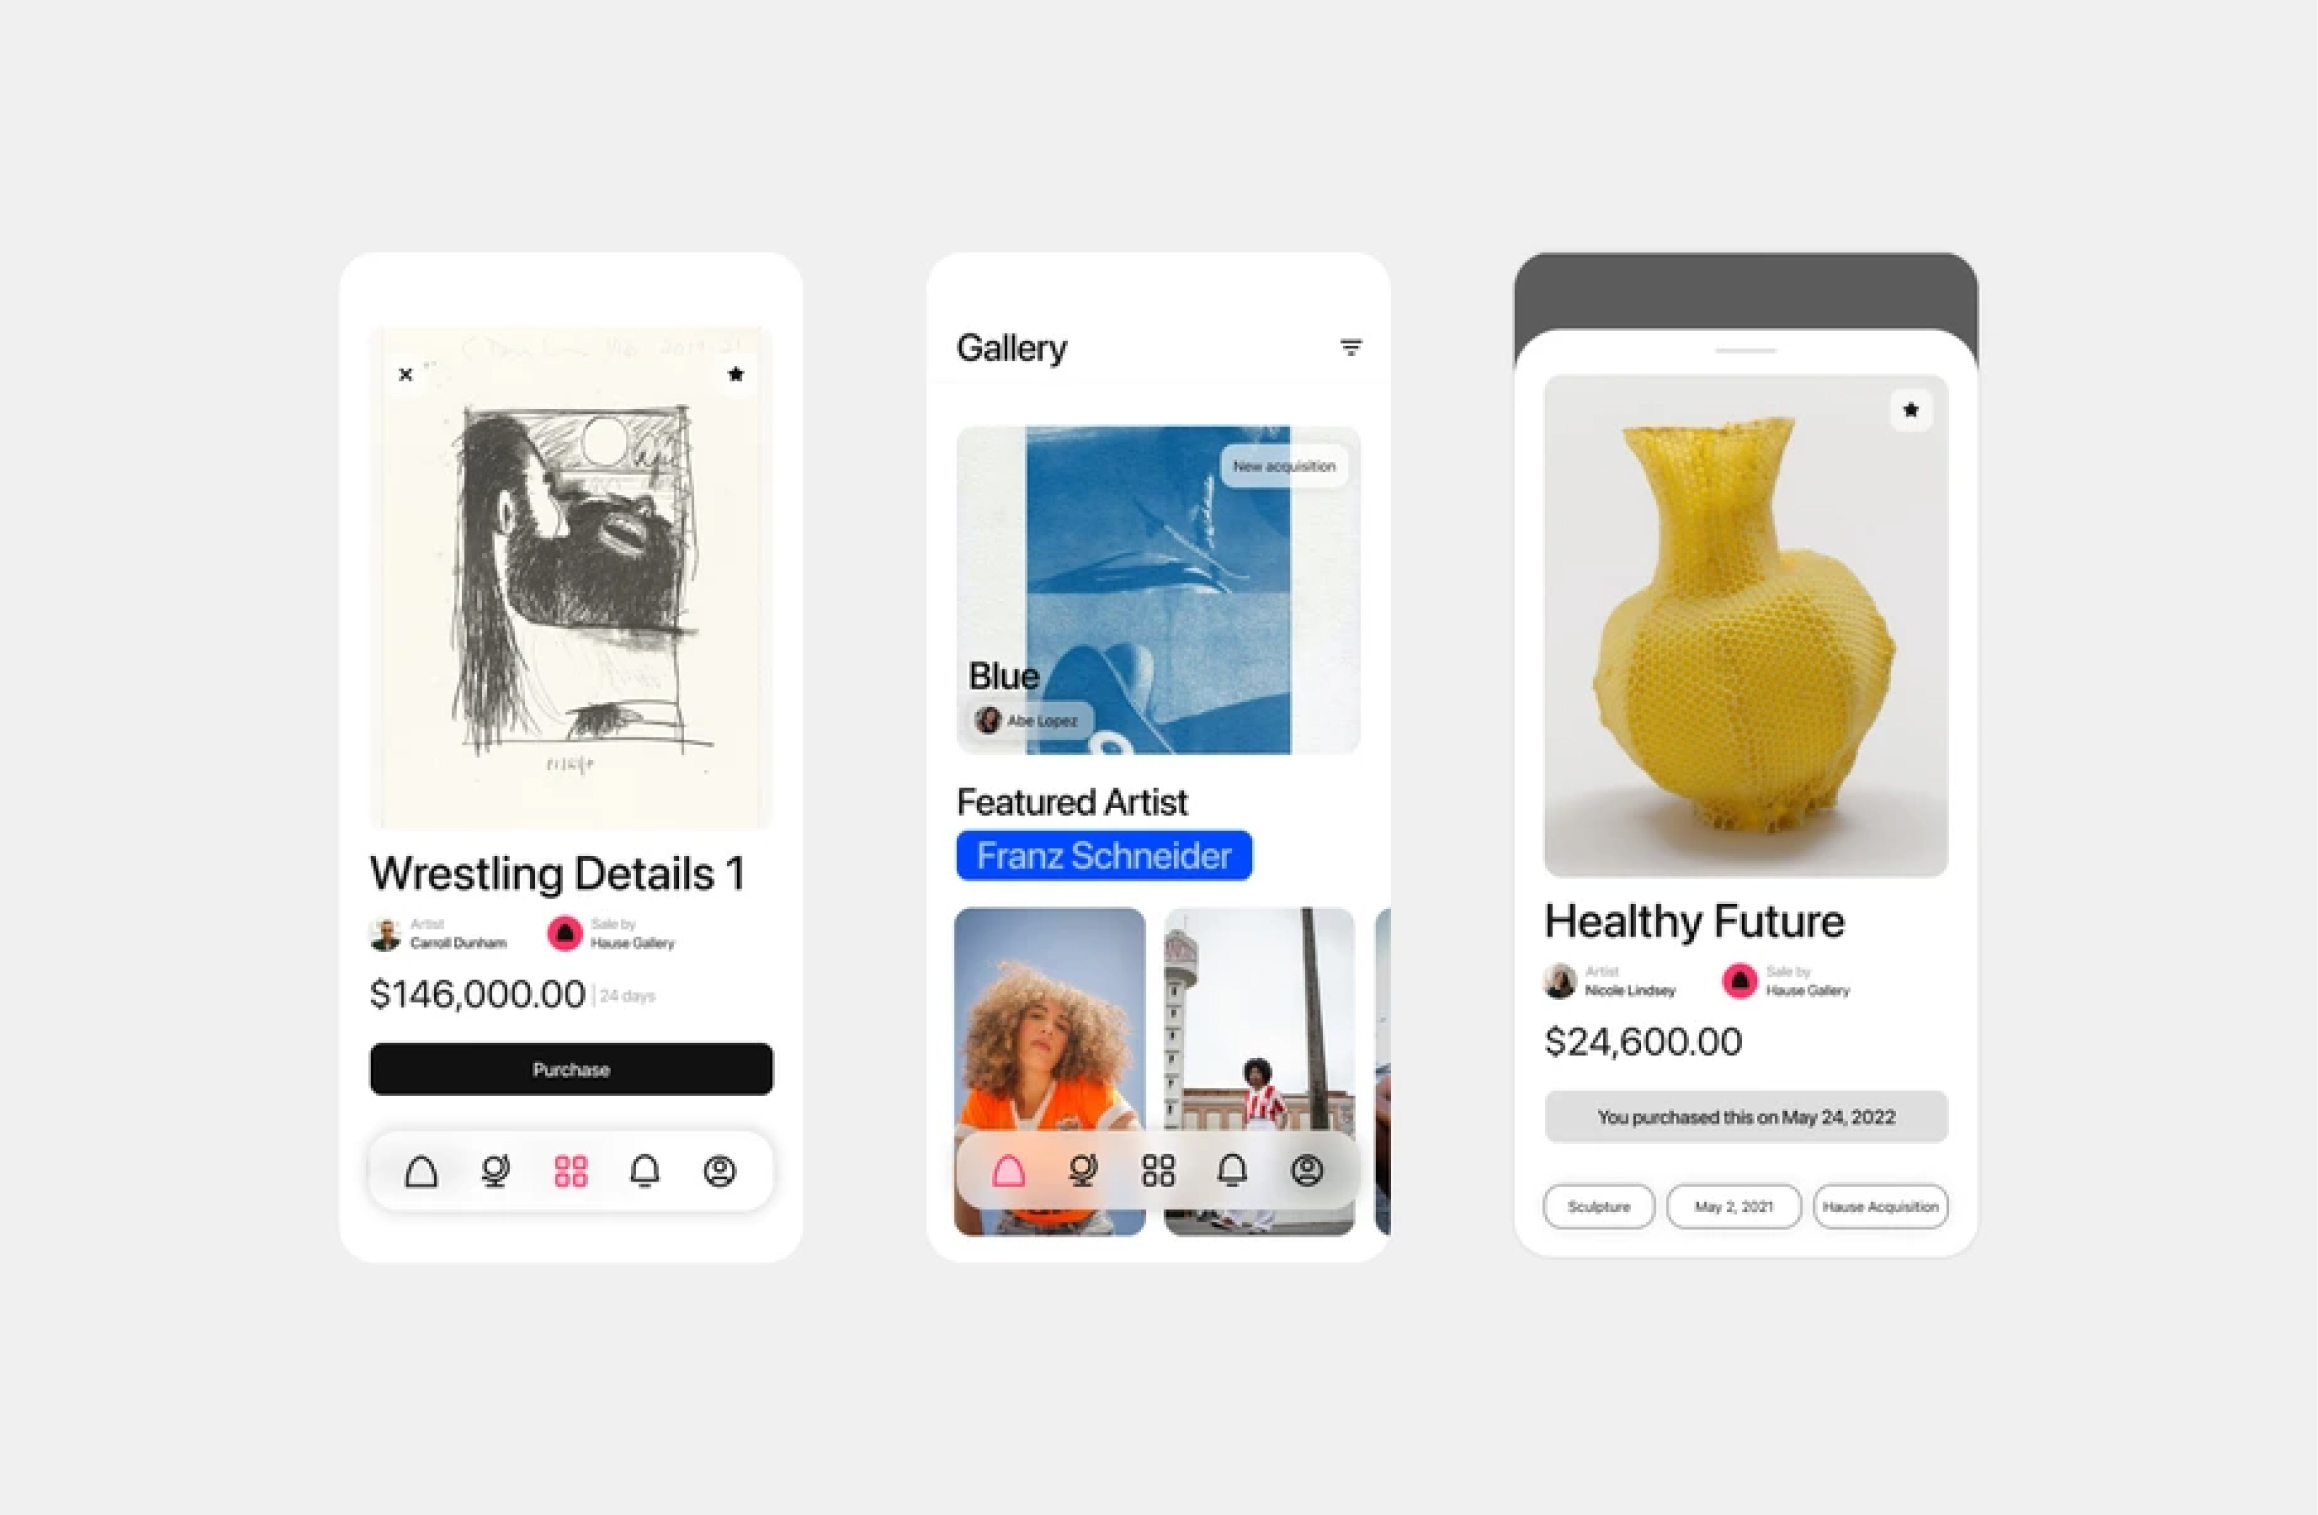 Wrestling Details 1
Artist
Carroll Dunham
Sale by
Hause Gallery
$146,000.00 | 24 days
Purchase
Gallery
New acquisition
Blue
Abe Lopez
Featured Artist
Franz Schneider
Healthy Future
Artist
Nicole Lindsey
Sale by
Hause Gallery
$24,600.00
You purchased this on May 24, 2022
Sculpture
May 2, 2021
Hause Acquisition